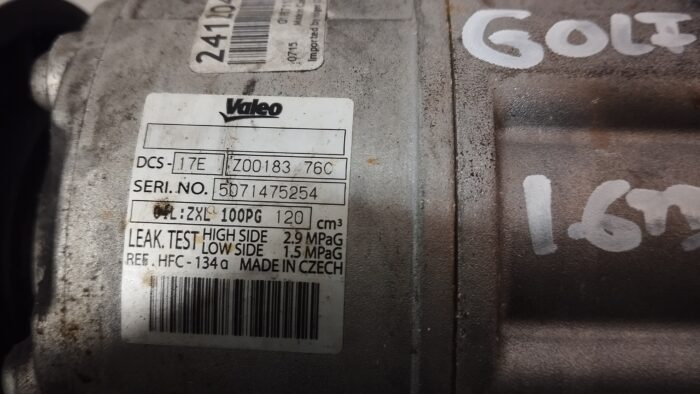 0715
Valeo
DCS-17E Z00183 76C
SERI. NO. 5071475254
OIL:ZXL 100PG 120 cm³
LEAK. TEST HIGH SIDE 2.9 MPaG
LOW SIDE 1.5 MPaG
REF. HFC-134a MADE IN CZECH
GOLF
1.6